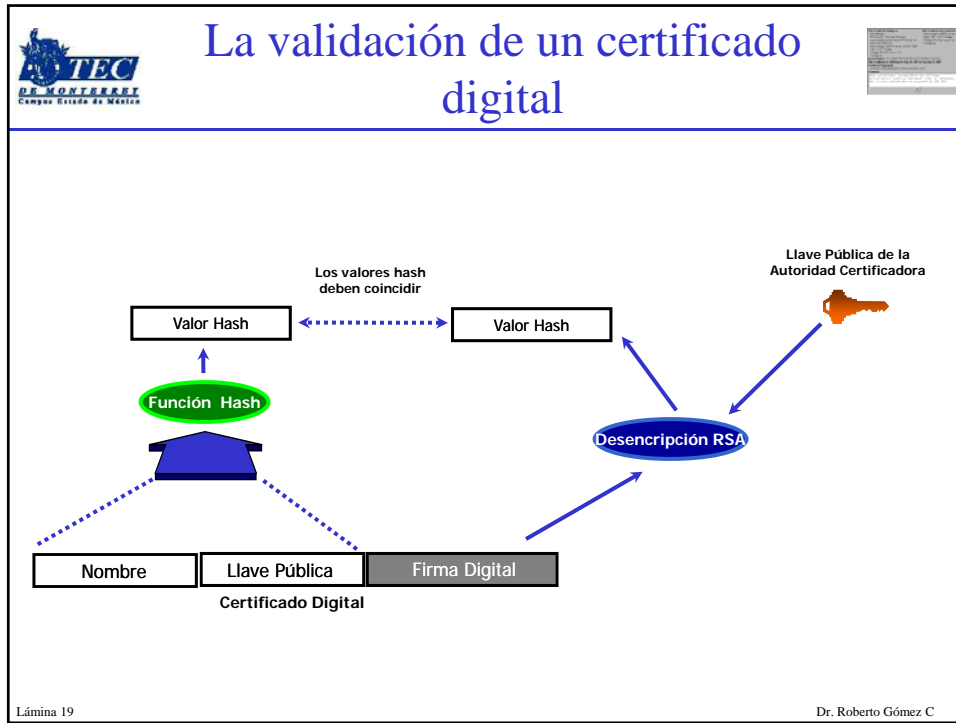 La validación de un certificado
digital
TEC
DE MONTERREY
Campus Estado de México
Llave Pública de la
Autoridad Certificadora
Los valores hash
deben coincidir
Valor Hash
Valor Hash
Función Hash
Desencripción RSA
Nombre
Llave Pública
Firma Digital
Certificado Digital
Lámina 19
Dr. Roberto Gómez C